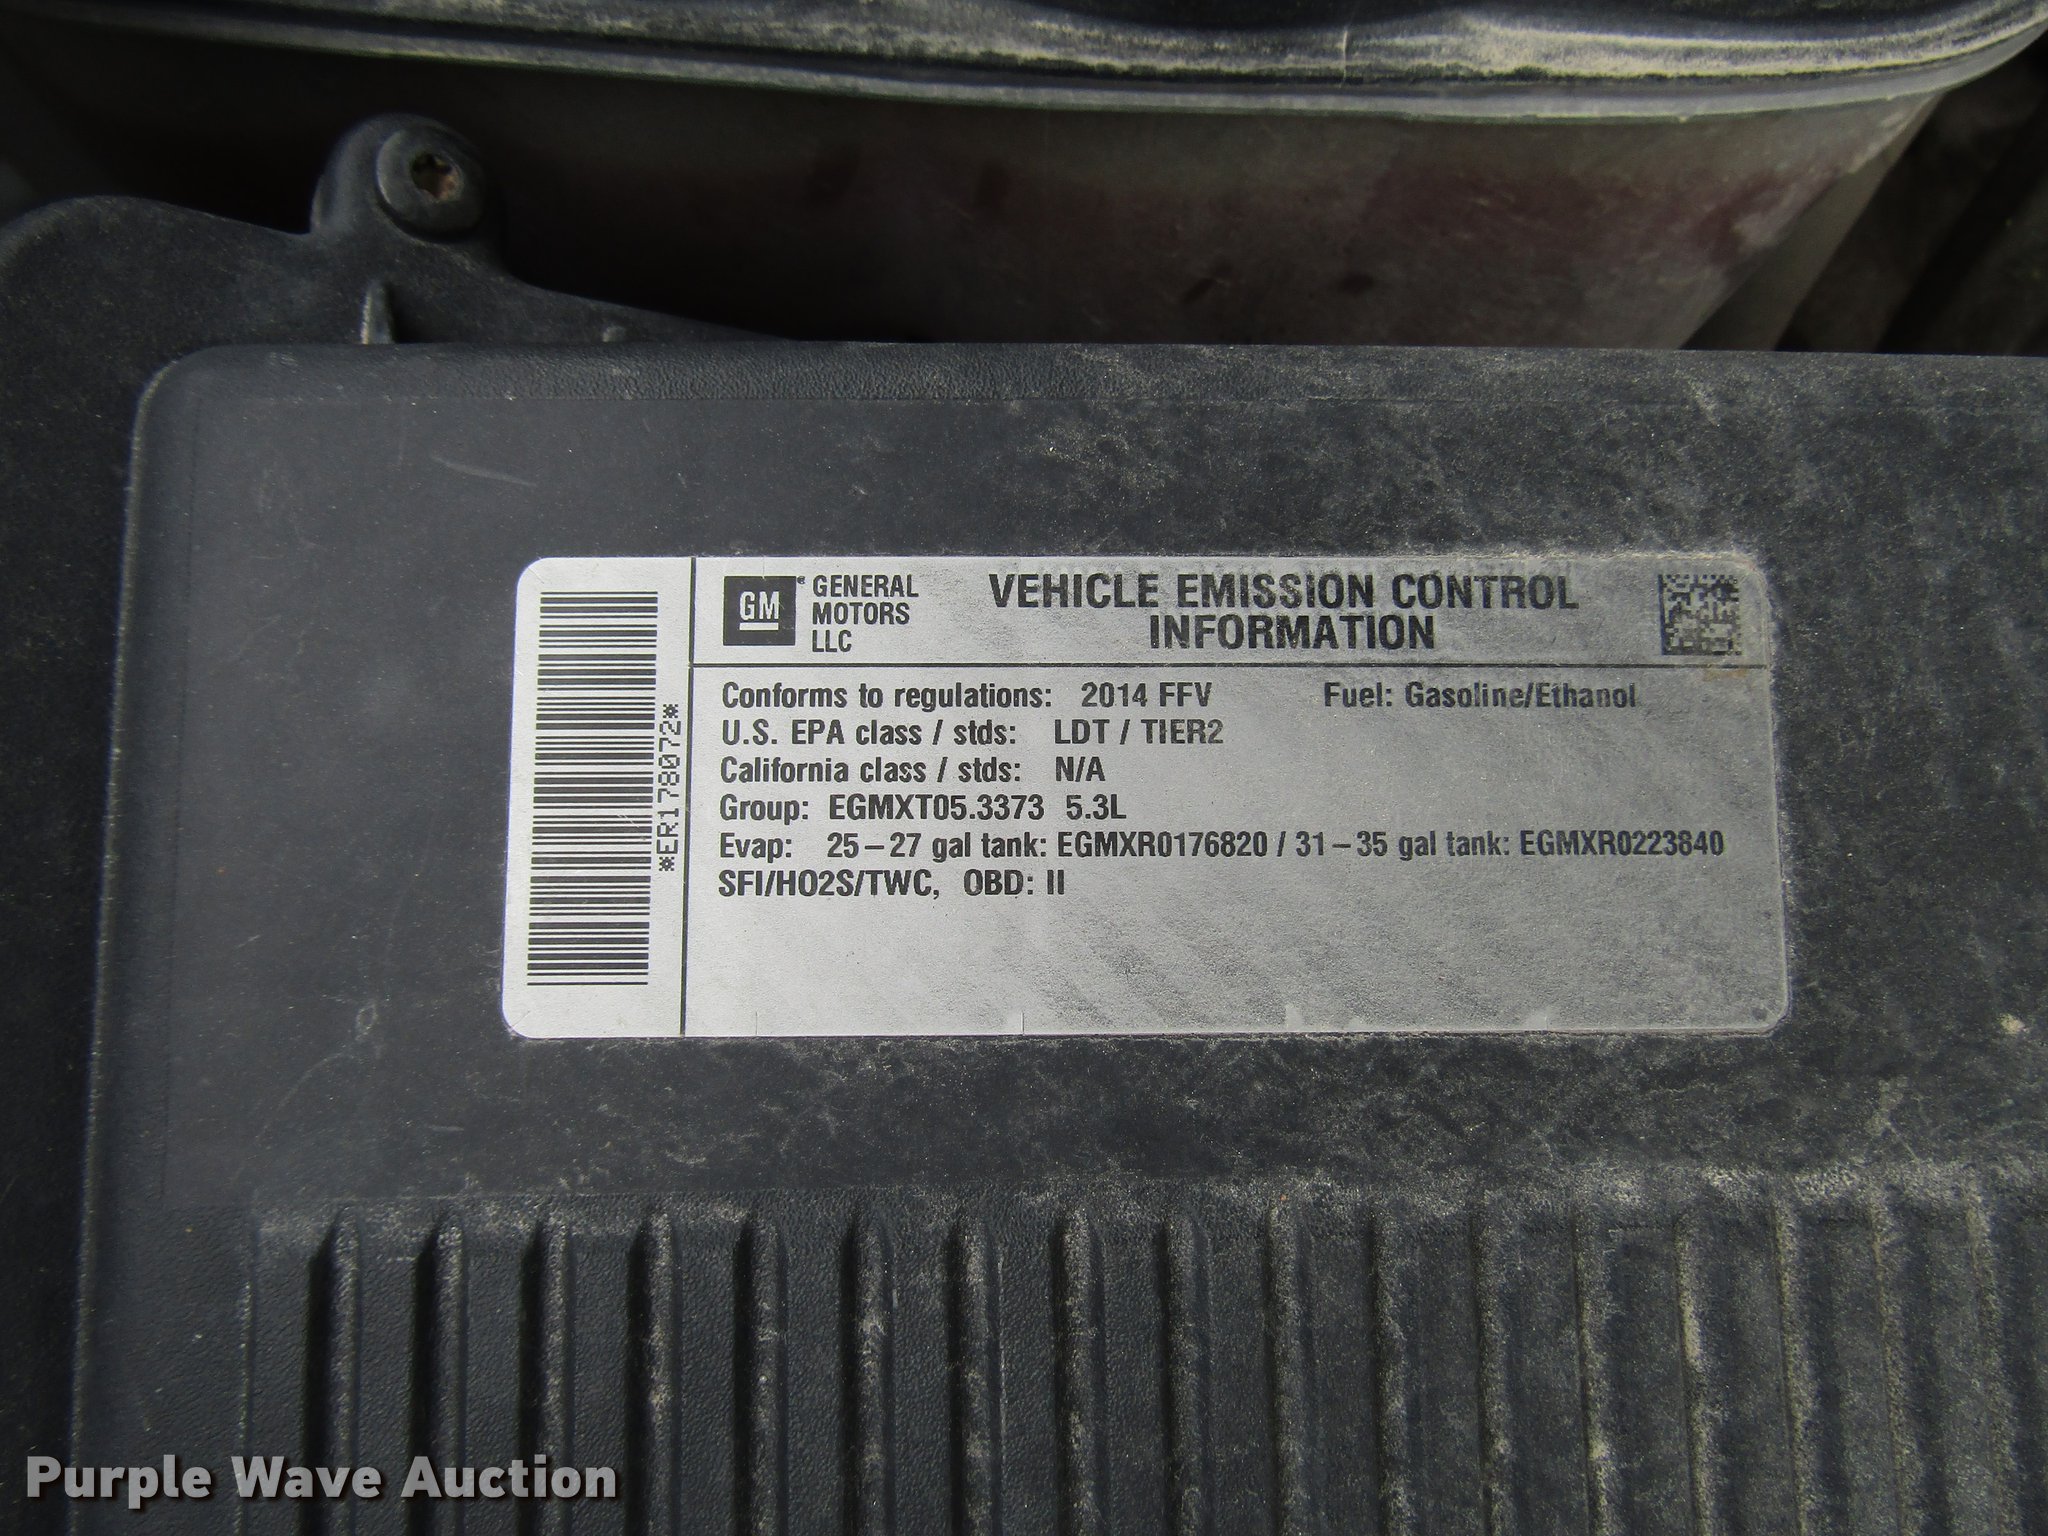 GM
GENERAL
MOTORS
LLC
VEHICLE EMISSION CONTROL
INFORMATION
Conforms to regulations: 2014 FFV Fuel: Gasoline/Ethanol
U.S. EPA class / stds: LDT / TIER2
California class / stds: N/A
Group: EGMXT05.3373 5.3L
Evap: 25–27 gal tank: EGMXR0176820 / 31–35 gal tank: EGMXR0223840
SFI/HO2S/TWC, OBD: II
*ER178072*
Purple Wave Auction